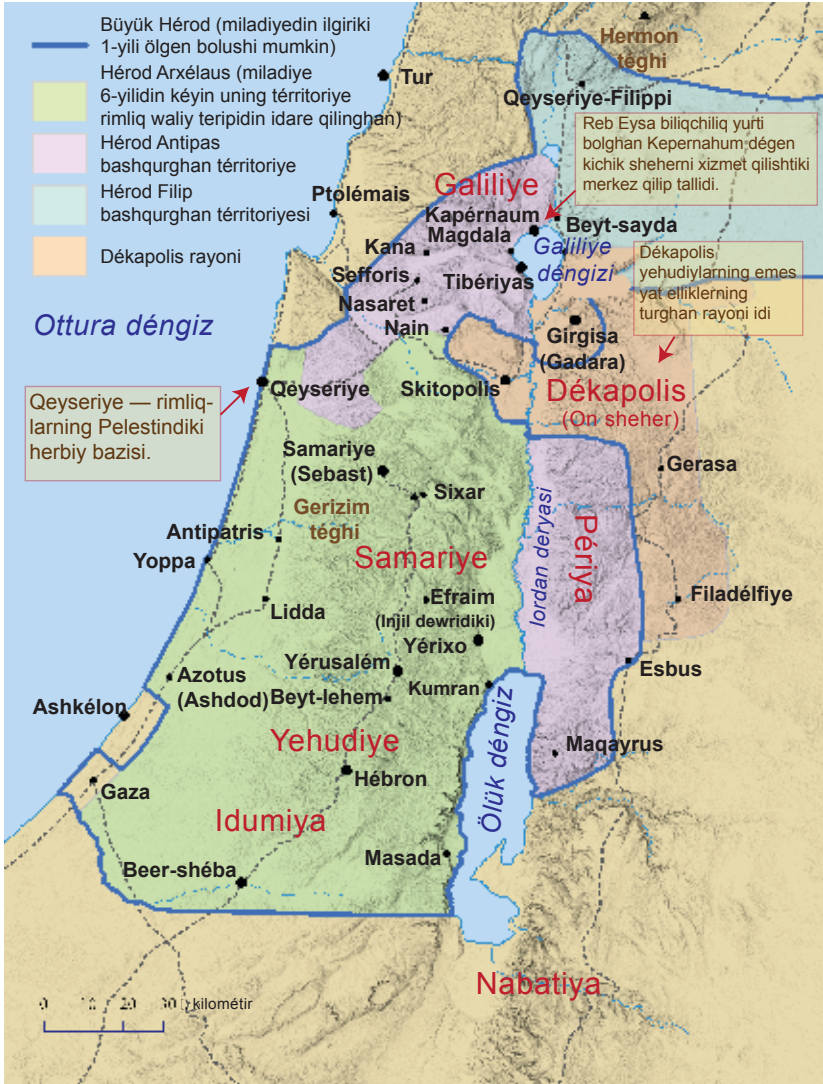 Büyük Hérod (miladiyedin ilgiriki
1-yili ölgen bolushi mumkin)
Hérod Arxélaus (miladiye
6-yilidin kéyin uning térritoriye
rimliq waliy teripidin idare qilinghan)
Hérod Antipas
bashqurghan térritoriye
Hérod Filip
bashqurghan térritoriyesi
Dékapolis rayoni
Hermon
téghi
Tur
Qeyseriye-Filippi
Reb Eysa biliqchiliq yurti
bolghan Kepernahum dégen
kichik sheherni xizmet qilishtiki
merkez qilip tallidi.
Galiliye
Ptolémais
Kapérnaum
Beyt-sayda
Magdala
Kana
Galiliye
déngizi
Dékapolis
yehudiylarning emes
yat elliklerning
turghan rayoni idi
Sefforis
Tibériyas
Nasaret
Ottura déngiz
Nain
Girgisa
(Gadara)
Qeyseriye
Skitopolis
Dékapolis
(On sheher)
Qeyseriye — rimliq-
larning Pelestindiki
herbiy bazisi.
Samariye
(Sebast)
Gerasa
Sixar
Gerizim
téghi
Antipatris
Yoppa
Samariye
Iordan deryasi
Périya
Lidda
Efraim
(Injil dewridiki)
Filadélfiye
Yérixo
Yérusalém
Esbus
Azotus
(Ashdod)
Beyt-lehem
Kumran
Ashkélon
Yehudiye
Ölük déngiz
Maqayrus
Hébron
Gaza
Idumiya
Masada
Beer-shéba
Nabatiya
0 10 20 30 kilométir